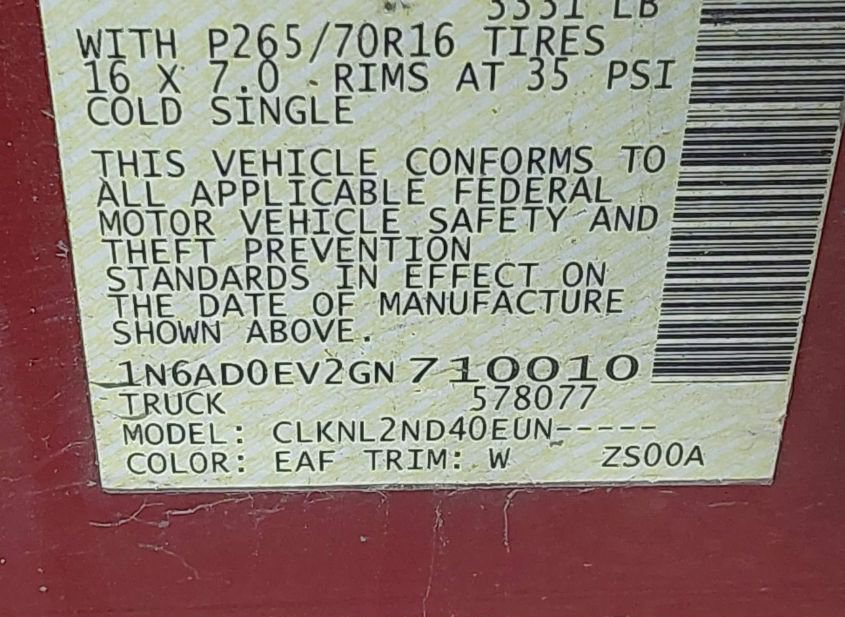 3331 LB
WITH P265/70R16 TIRES
16 X 7.0 RIMS AT 35 PSI
COLD SINGLE
THIS VEHICLE CONFORMS TO
ALL APPLICABLE FEDERAL
MOTOR VEHICLE SAFETY AND
THEFT PREVENTION
STANDARDS IN EFFECT ON
THE DATE OF MANUFACTURE
SHOWN ABOVE.
1N6AD0EV2GN 710010
TRUCK 578077
MODEL: CLKNL2ND40EUN-----
COLOR: EAF TRIM: W ZS00A